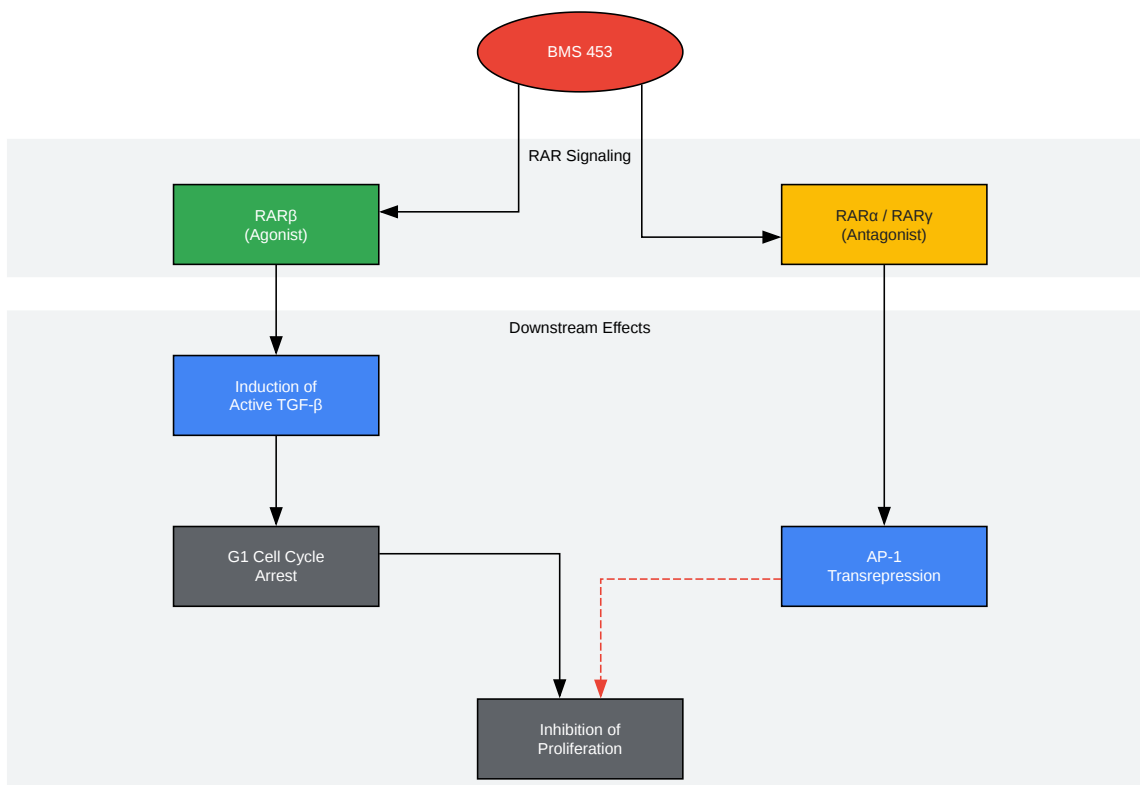 BMS 453
RAR Signaling
RARβ
(Agonist)
RARα / RARγ
(Antagonist)
Downstream Effects
Induction of
Active TGF-β
G1 Cell Cycle
Arrest
AP-1
Transrepression
Inhibition of
Proliferation